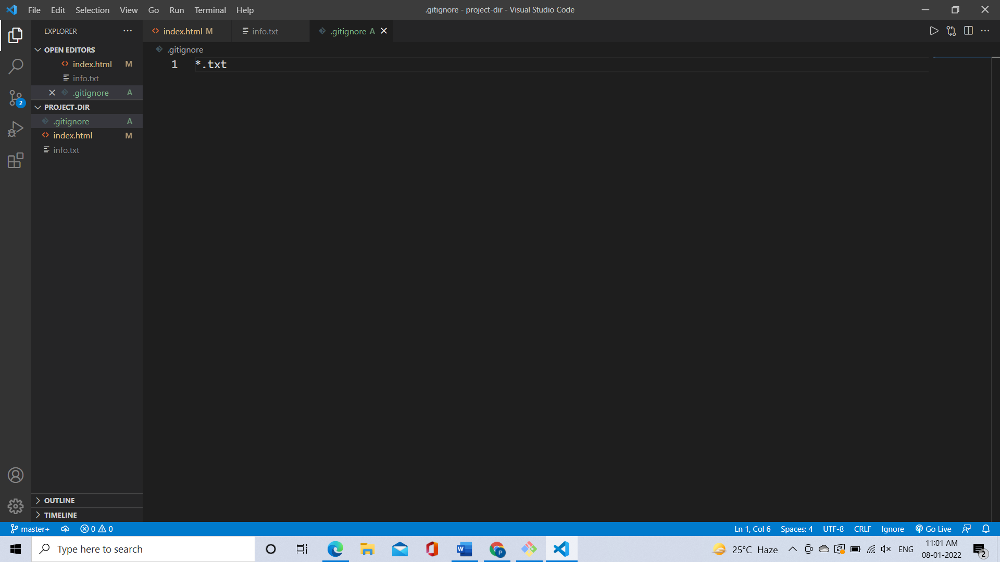 File Edit Selection View Go Run Terminal Help
.gitignore - project-dir - Visual Studio Code
EXPLORER
index.html M
info.txt
.gitignore A
OPEN EDITORS
index.html M
info.txt
.gitignore A
PROJECT-DIR
.gitignore A
index.html M
info.txt
OUTLINE
TIMELINE
.gitignore
1 *.txt
2
master+ 0 0
Ln 1, Col 6 Spaces: 4 UTF-8 CRLF Ignore Go Live
Type here to search
W
P
25°C Haze
ENG
11:01 AM
08-01-2022
2